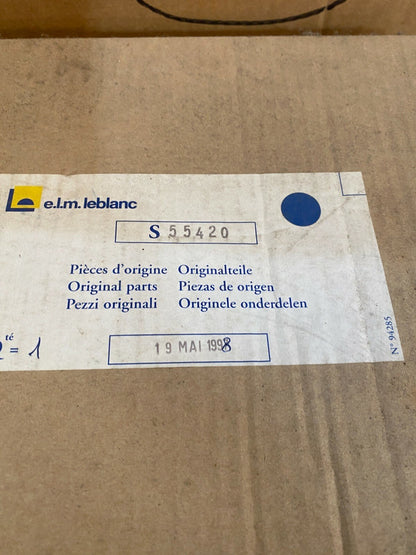 e.l.m. leblanc
S 55420
Pièces d'origine Originalteile
Original parts Piezas de origen
Pezzi originali Originele onderdelen
té
= 1
19 MAI 1998
N° 94285